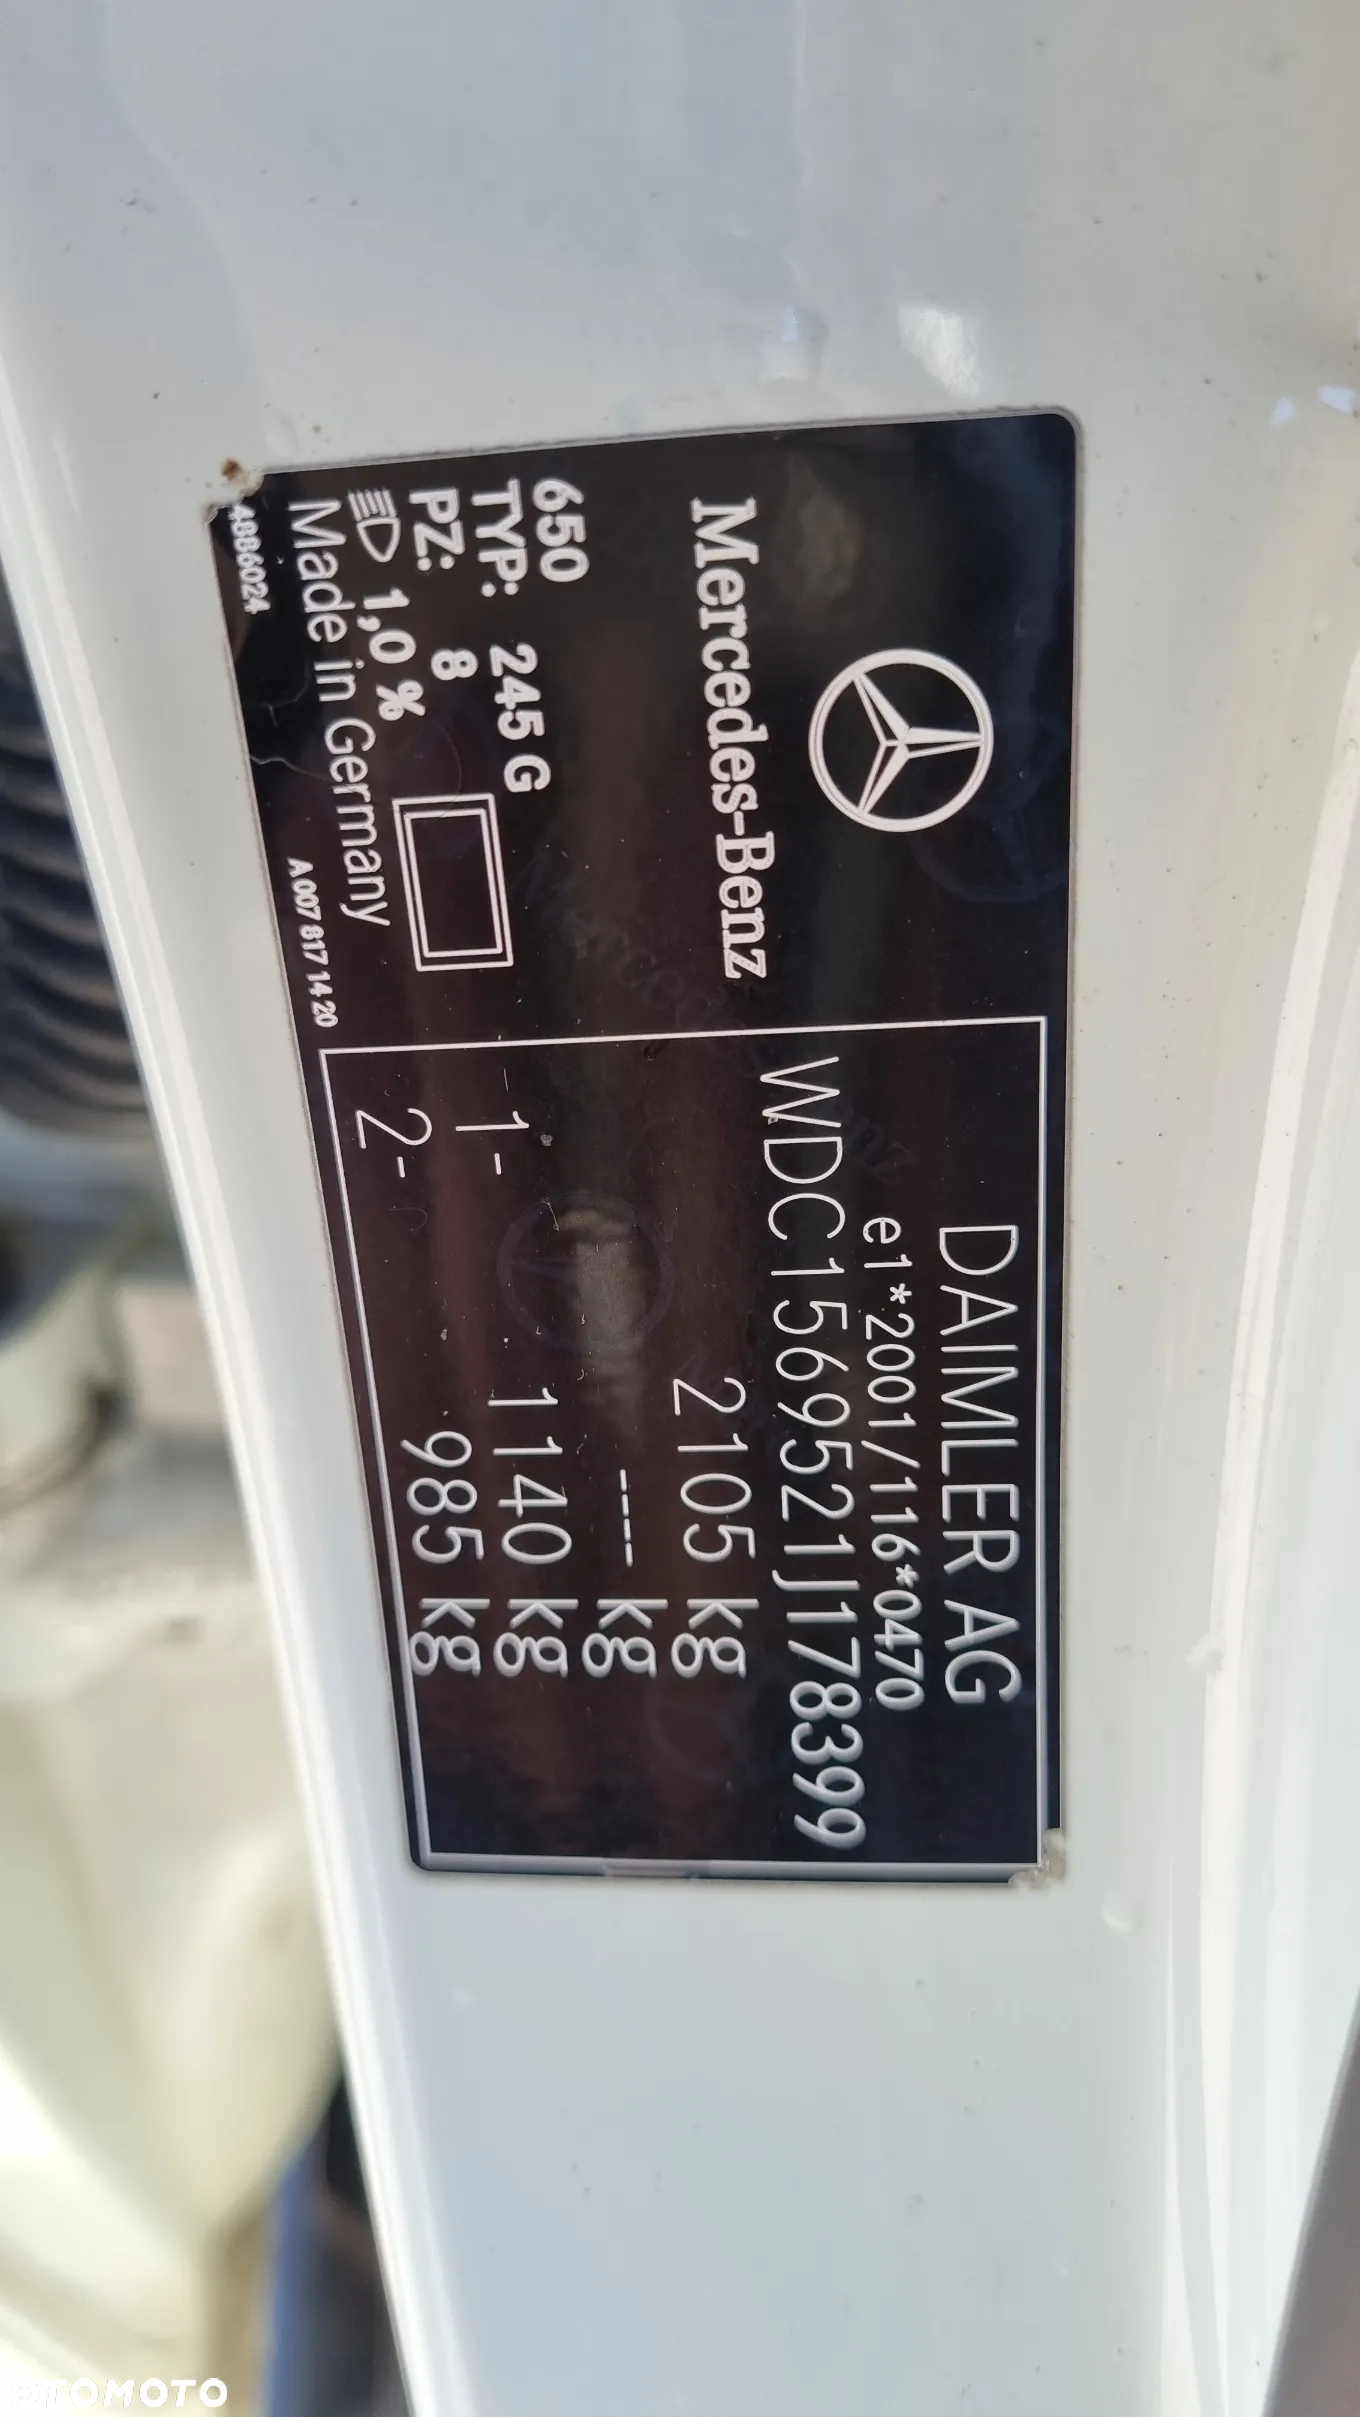 Mercedes-Benz
650
TYP: 245 G
PZ: 8
1,0 %
Made in Germany
4886024
A 007 817 14 20
DAIMLER AG
e1*2001/116*0470
WDC1569521J178399
2105 kg
---- kg
1- 1140 kg
2- 985 kg
OTOMOTO